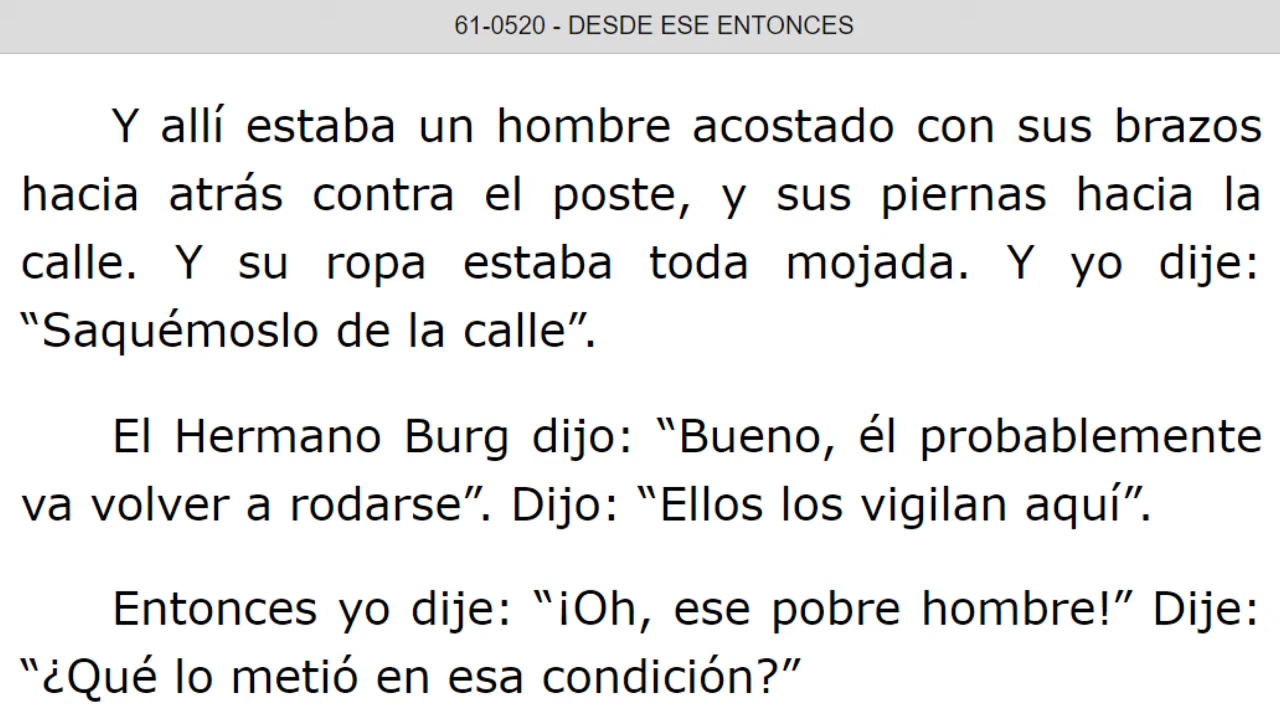 61-0520 - DESDE ESE ENTONCES
Y allí estaba un hombre acostado con sus brazos
hacia atrás contra el poste, y sus piernas hacia la
calle. Y su ropa estaba toda mojada. Y yo dije:
“Saquémoslo de la calle”.
El Hermano Burg dijo: “Bueno, él probablemente
va volver a rodarse”. Dijo: “Ellos los vigilan aquí”.
Entonces yo dije: “¡Oh, ese pobre hombre!” Dije:
“¿Qué lo metió en esa condición?”